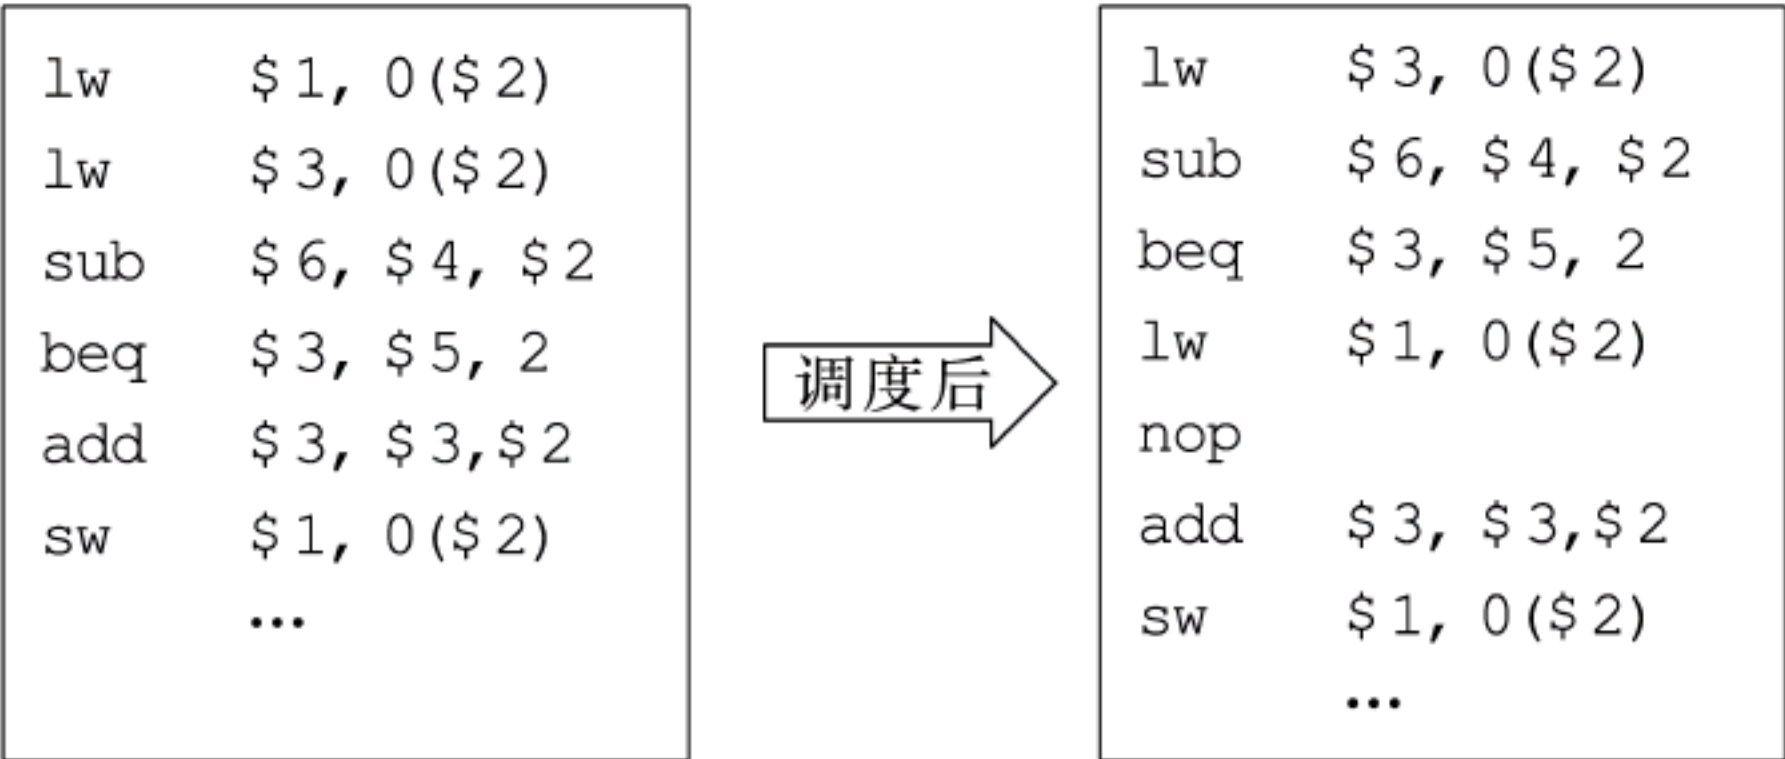 lw $1, 0($2)
lw $3, 0($2)
sub $6, $4, $2
beq $3, $5, 2
add $3, $3,$2
sw $1, 0($2)
…
调度后
lw $3, 0($2)
sub $6, $4, $2
beq $3, $5, 2
lw $1, 0($2)
nop
add $3, $3,$2
sw $1, 0($2)
…